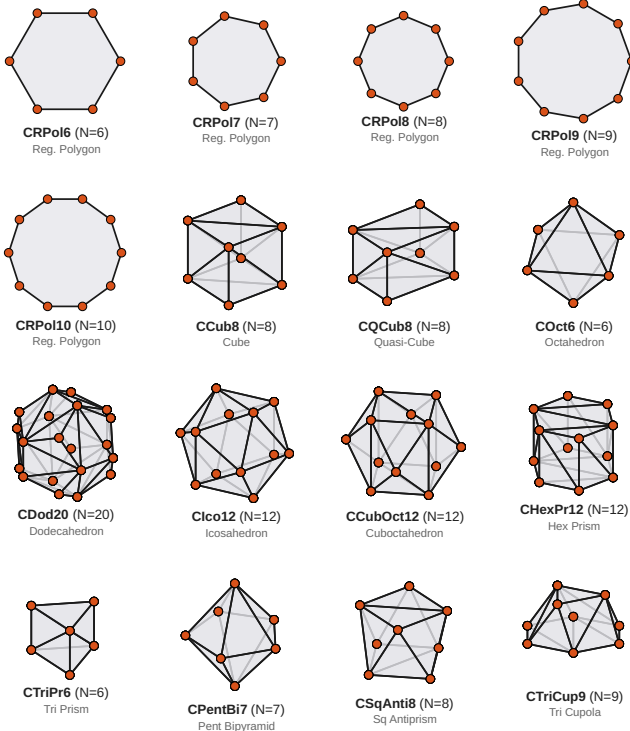 CRPol6 (N=6)
Reg. Polygon
CRPol7 (N=7)
Reg. Polygon
CRPol8 (N=8)
Reg. Polygon
CRPol9 (N=9)
Reg. Polygon
CRPol10 (N=10)
Reg. Polygon
CCub8 (N=8)
Cube
CQCub8 (N=8)
Quasi-Cube
COct6 (N=6)
Octahedron
CDod20 (N=20)
Dodecahedron
CIco12 (N=12)
Icosahedron
CCubOct12 (N=12)
Cuboctahedron
CHexPr12 (N=12)
Hex Prism
CTriPr6 (N=6)
Tri Prism
CPentBi7 (N=7)
Pent Bipyramid
CSqAnti8 (N=8)
Sq Antiprism
CTriCup9 (N=9)
Tri Cupola